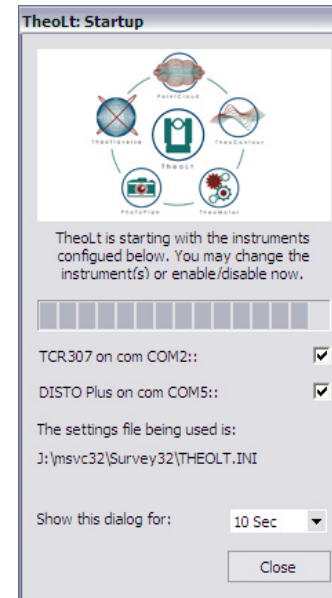 TheoLt: Startup
PointCloud
TheoTraverse
TheoContour
TheoLt
PhotoPlan
TheoMotor
TheoLt is starting with the instruments
configued below. You may change the
instrument(s) or enable/disable now.
TCR307 on com COM2::
DISTO Plus on com COM5::
The settings file being used is:
J:\msvc32\Survey32\THEOLT.INI
Show this dialog for: 10 Sec
Close